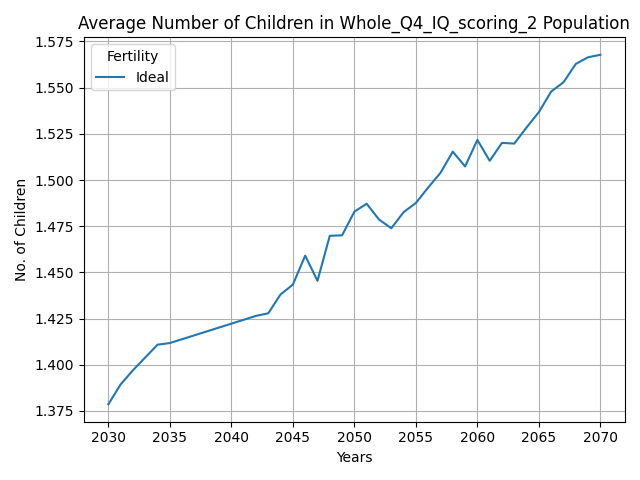 Average Number of Children in Whole_Q4_IQ_scoring_2 Population
Fertility
Ideal
No. of Children
1.575
1.550
1.525
1.500
1.475
1.450
1.425
1.400
1.375
2030 2035 2040 2045 2050 2055 2060 2065 2070
Years